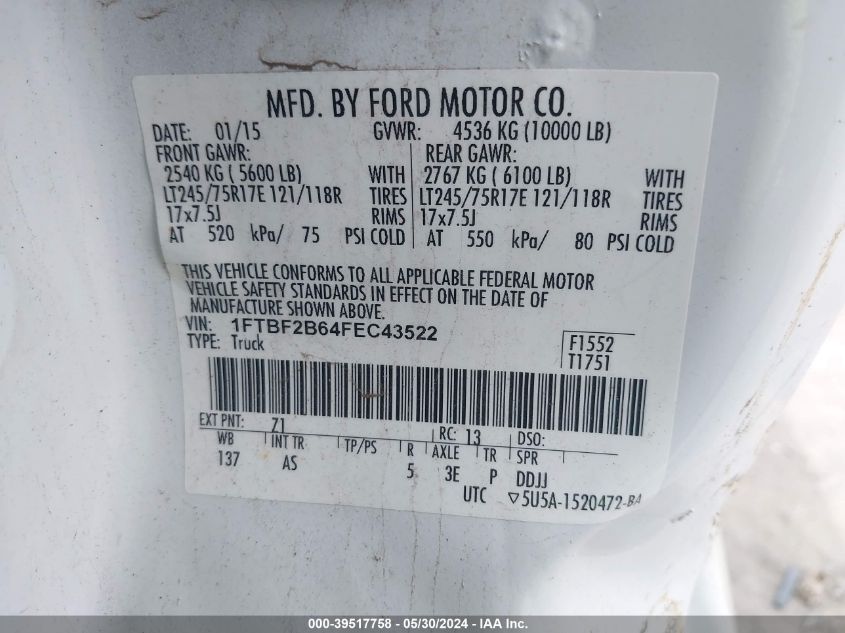 MFD. BY FORD MOTOR CO.
DATE: 01/15 GVWR: 4536 KG (10000 LB)
FRONT GAWR: REAR GAWR:
2540 KG ( 5600 LB) WITH 2767 KG ( 6100 LB) WITH
LT245/75R17E 121/118R TIRES LT245/75R17E 121/118R TIRES
17x7.5J RIMS 17x7.5J RIMS
AT 520 kPa/ 75 PSI COLD AT 550 kPa/ 80 PSI COLD
THIS VEHICLE CONFORMS TO ALL APPLICABLE FEDERAL MOTOR
VEHICLE SAFETY STANDARDS IN EFFECT ON THE DATE OF
MANUFACTURE SHOWN ABOVE.
VIN: 1FTBF2B64FEC43522
TYPE: Truck
F1552
T1751
EXT PNT: Z1 RC: 13 DSO:
WB INT TR TP/PS R AXLE TR SPR
137 AS 5 3E P DDJJ
UTC ▽5U5A-1520472-BA
000-39517758 - 05/30/2024 - IAA Inc.